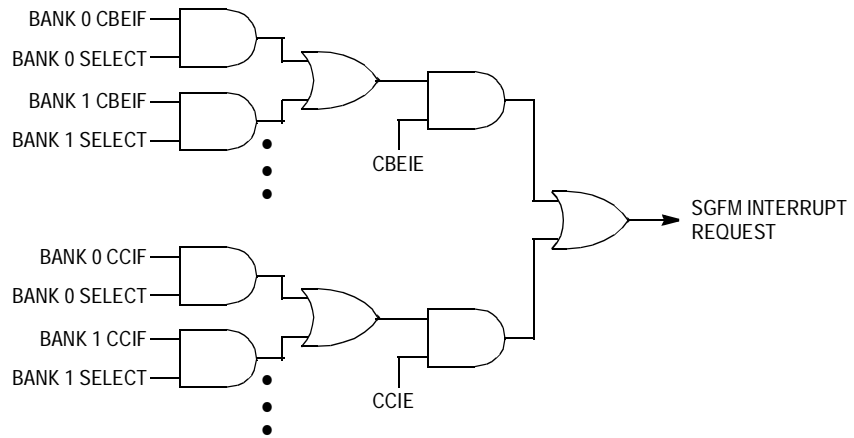 BANK 0 CBEIF
BANK 0 SELECT
BANK 1 CBEIF
BANK 1 SELECT
CBEIE
SGFM INTERRUPT
REQUEST
BANK 0 CCIF
BANK 0 SELECT
BANK 1 CCIF
BANK 1 SELECT
CCIE